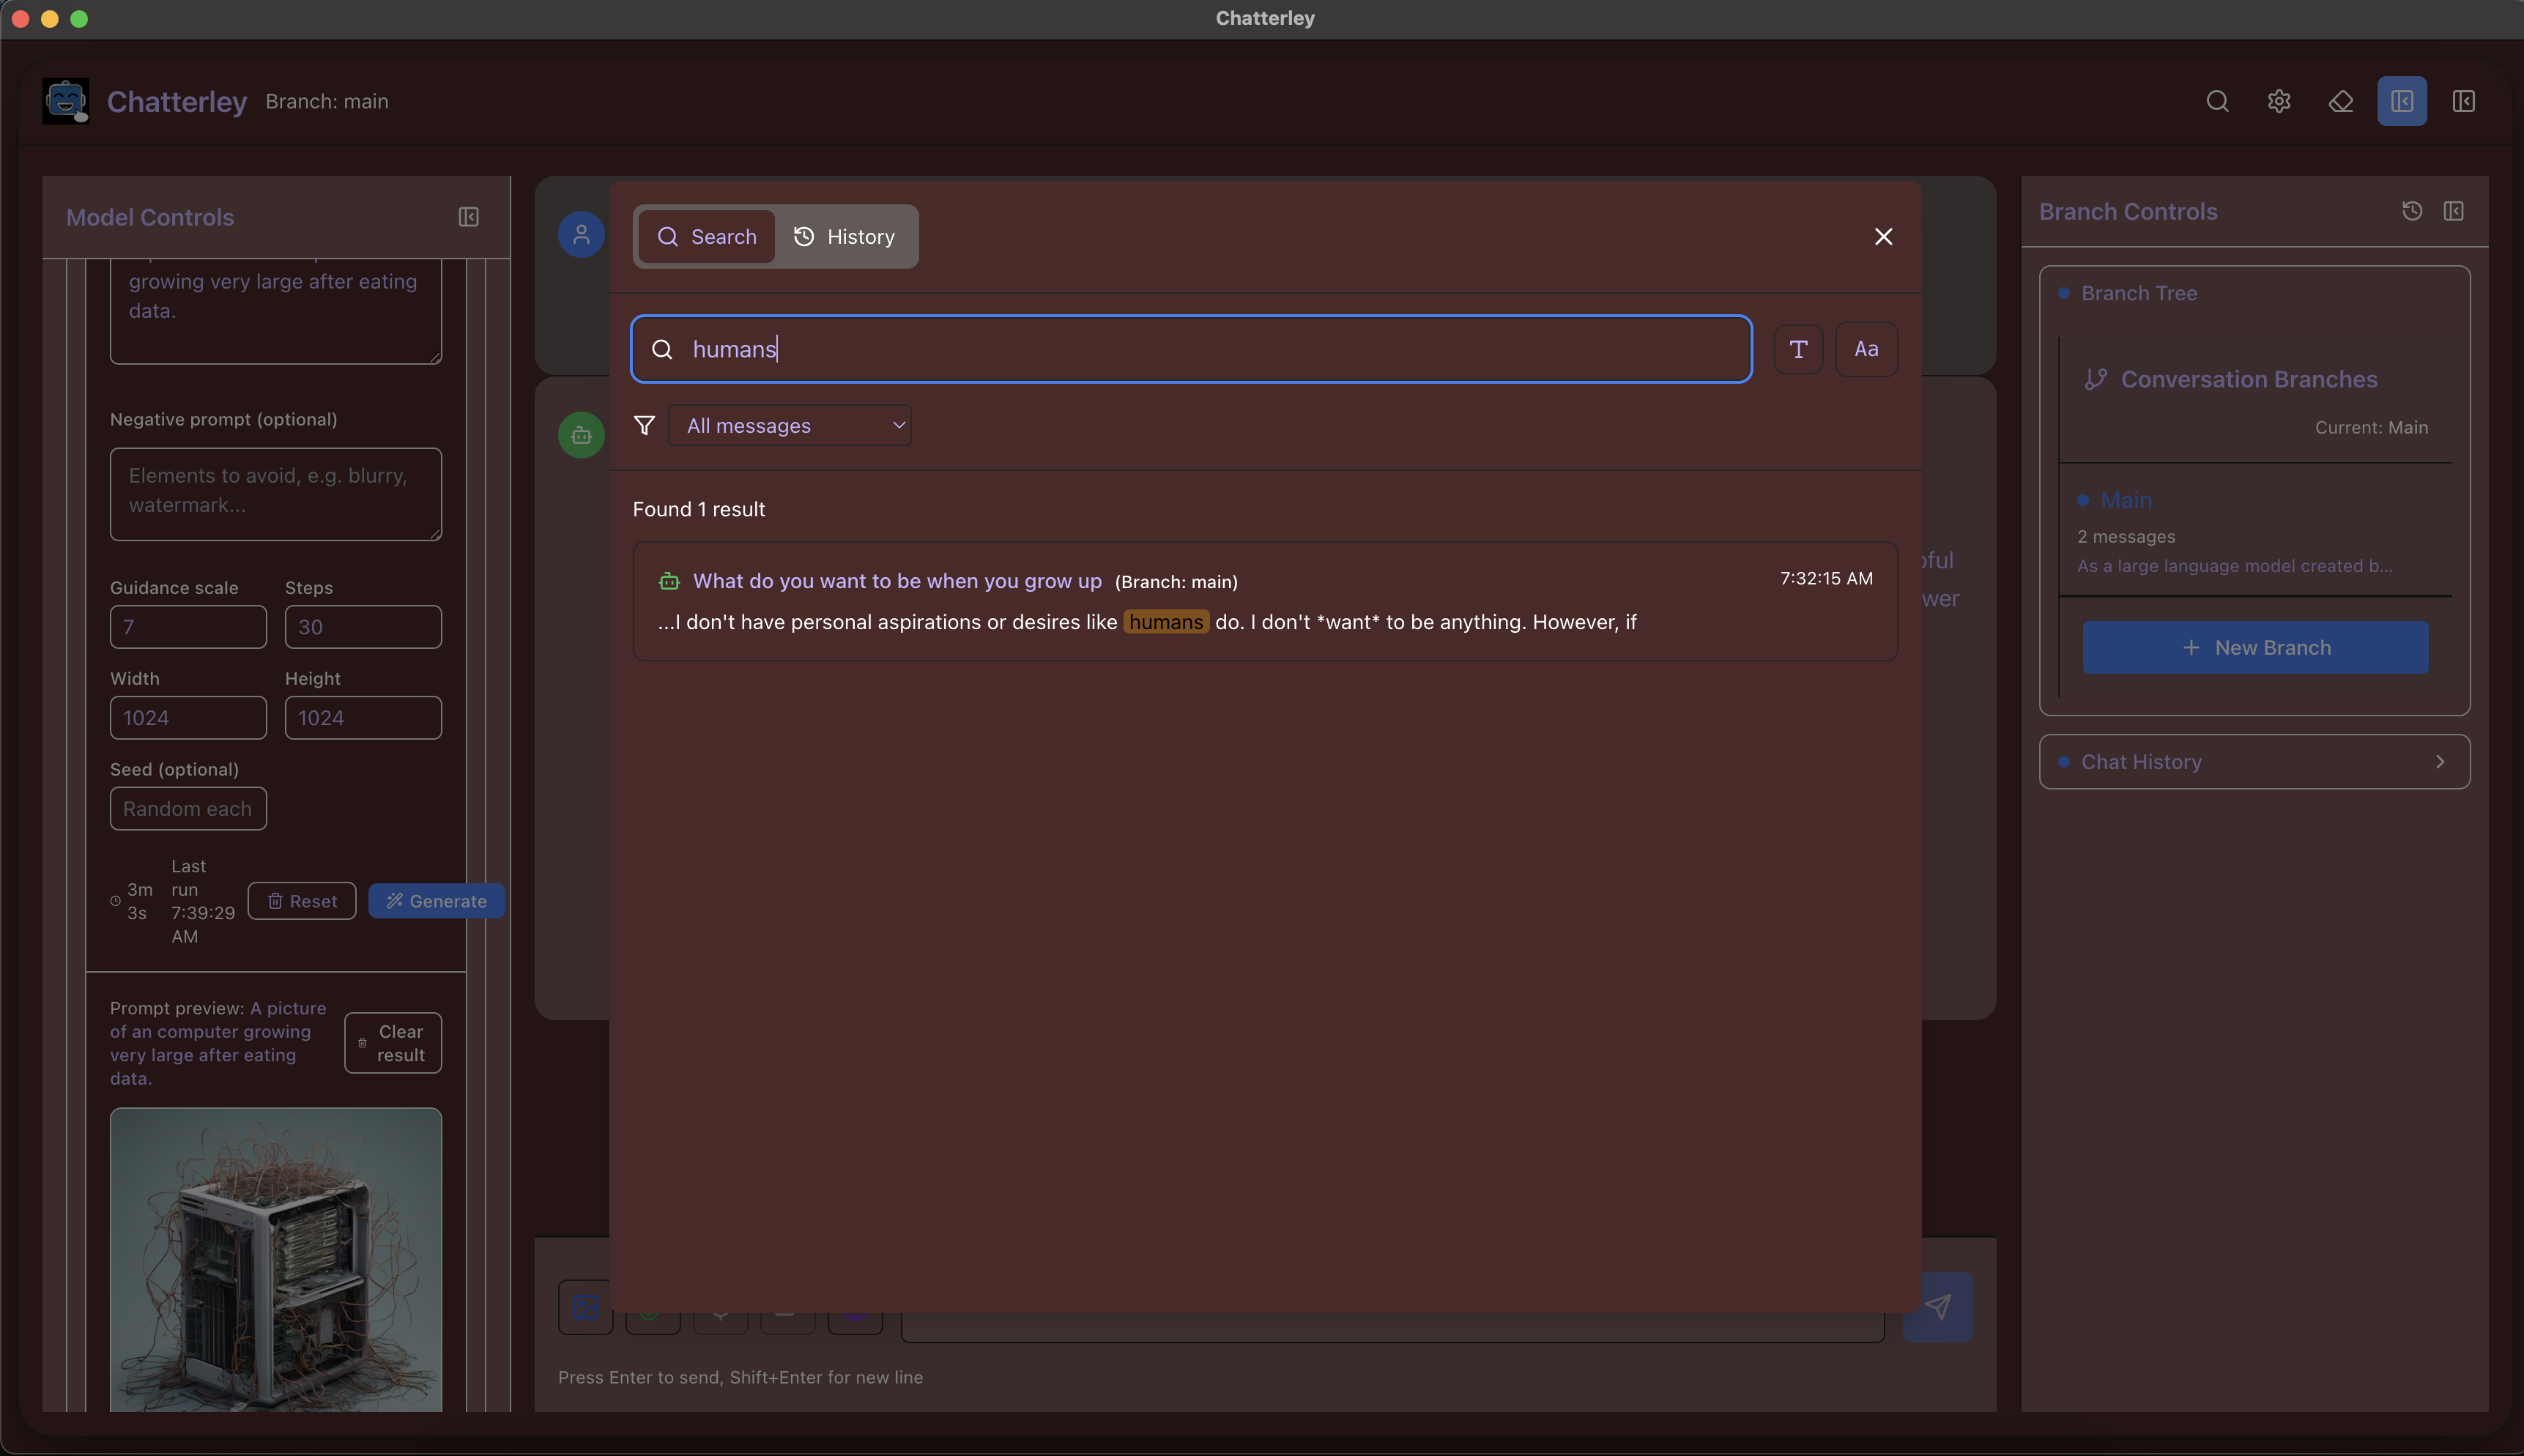 Chatterley
Chatterley Branch: main
Model Controls
growing very large after eating
data.
Negative prompt (optional)
Elements to avoid, e.g. blurry,
watermark...
Guidance scale Steps
7 30
Width Height
1024 1024
Seed (optional)
Random each
3m
3s
Last
run
7:39:29
AM
Reset
Generate
Prompt preview: A picture
of an computer growing
very large after eating
data.
Clear
result
Search History
humans
T
Aa
All messages
Found 1 result
What do you want to be when you grow up (Branch: main) 7:32:15 AM
...I don't have personal aspirations or desires like humans do. I don't *want* to be anything. However, if
Press Enter to send, Shift+Enter for new line
Branch Controls
Branch Tree
Conversation Branches
Current: Main
Main
2 messages
As a large language model created b...
New Branch
Chat History